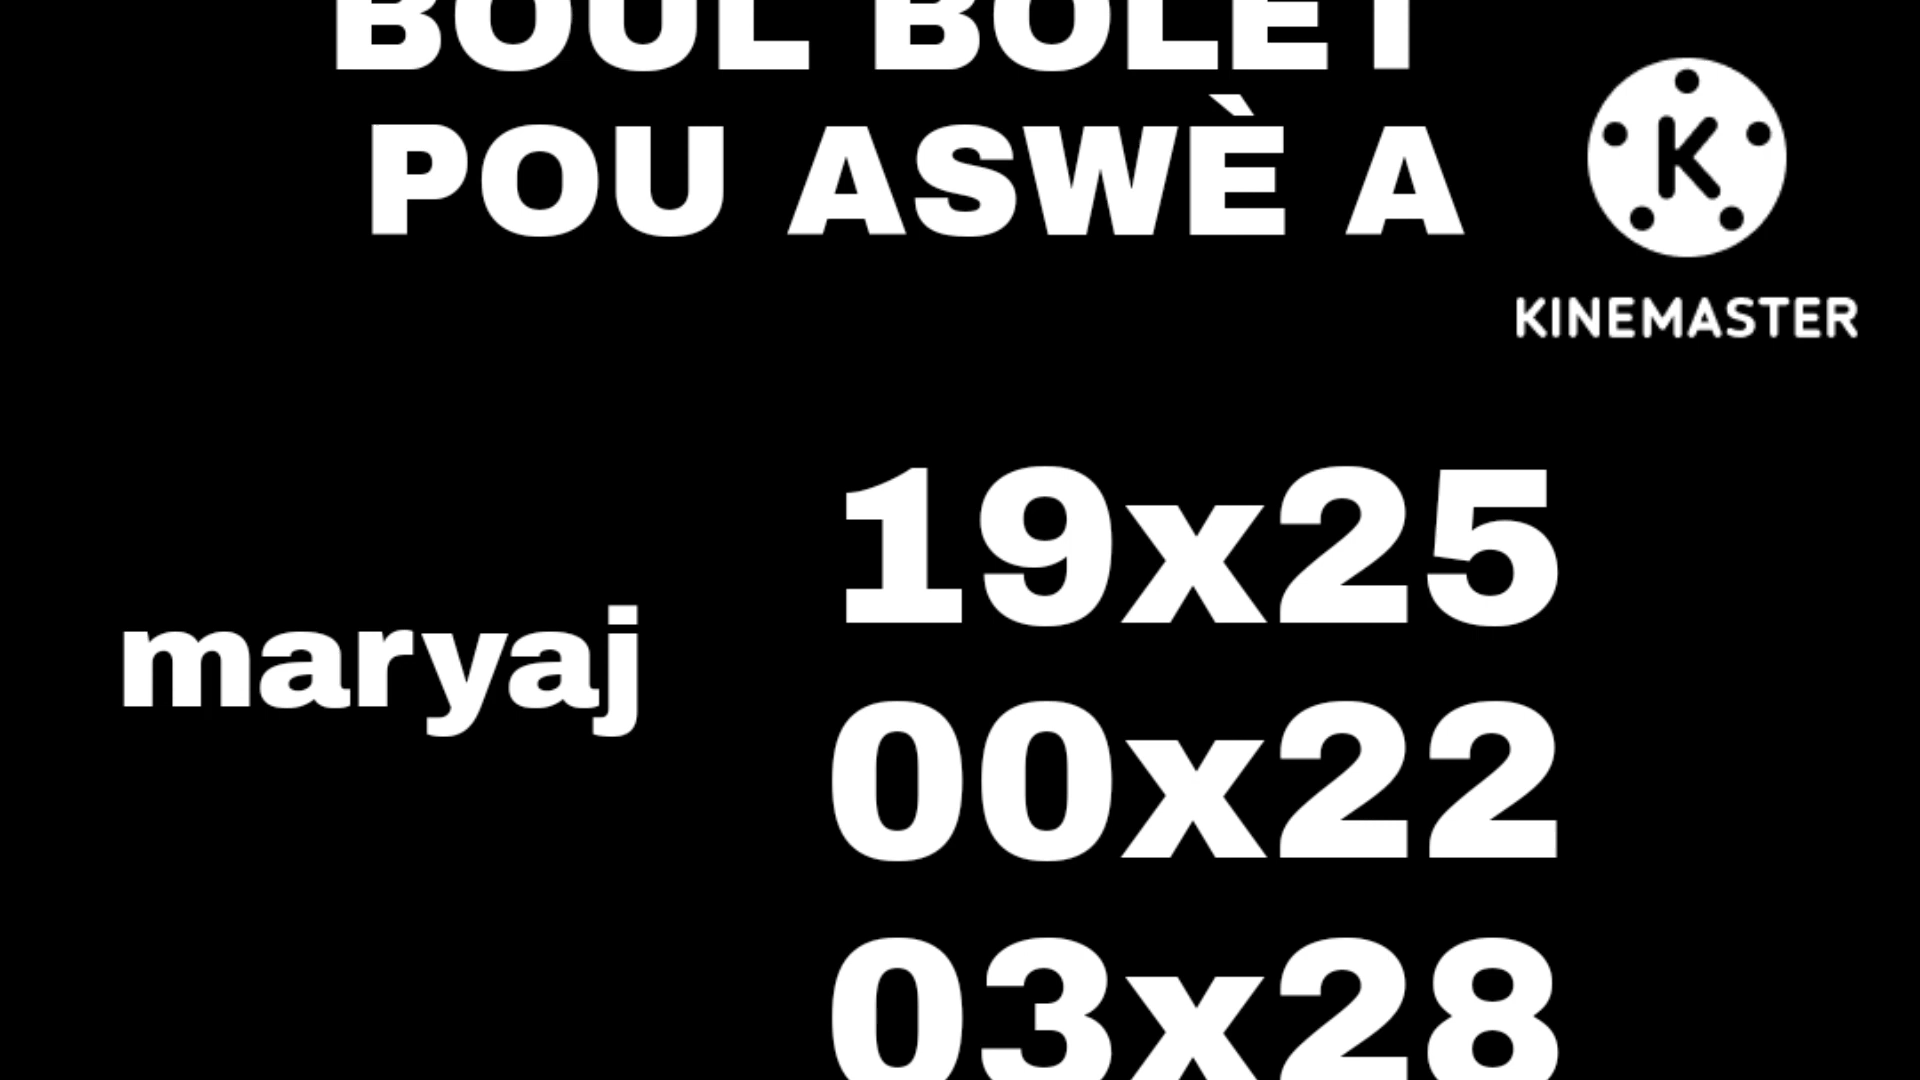 BOUL BOLET
POU ASWÈ A
KINEMASTER
maryaj
19x25
00x22
03x28